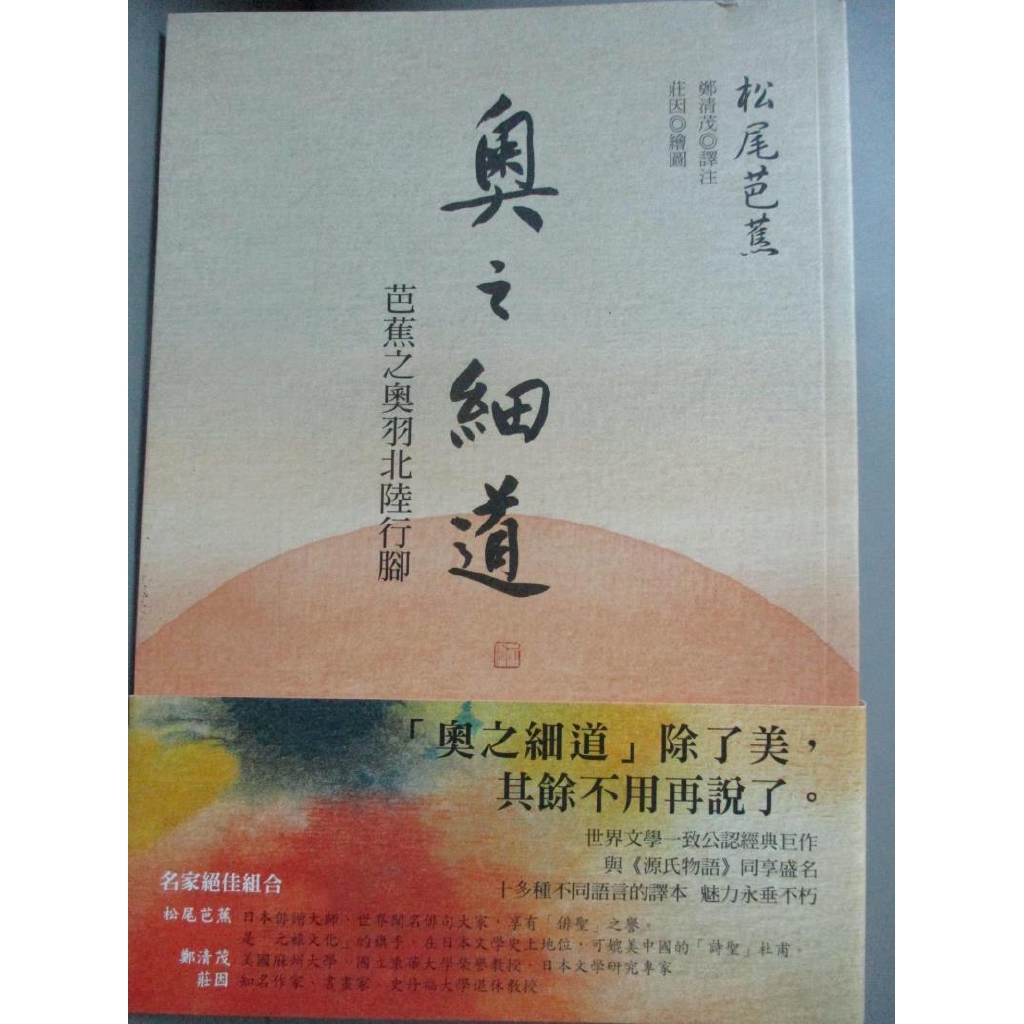 松尾芭蕉
鄭清茂◎譯注
莊因◎繪圖
奧之細道
芭蕉之奧羽北陸行腳
「奧之細道」除了美，
其餘不用再說了。
世界文學一致公認經典巨作
與《源氏物語》同享盛名
十多種不同語言的譯本 魅力永垂不朽
名家絕佳組合
松尾芭蕉 日本俳諧大師、世界聞名俳句大家，享有「俳聖」之譽。
是「元祿文化」的旗手，在日本文學史上地位，可媲美中國的「詩聖」杜甫。
鄭清茂 美國麻州大學、國立東華大學榮譽教授，日本文學研究專家
莊因 知名作家、書畫家、史丹福大學退休教授